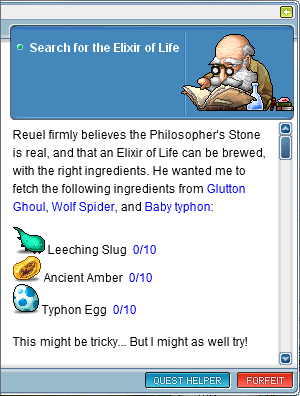 Search for the Elixir of Life
Reuel firmly believes the Philosopher's Stone
is real, and that an Elixir of Life can be brewed,
with the right ingredients. He wanted me to
fetch the following ingredients from Glutton
Ghoul, Wolf Spider, and Baby typhon:
Leeching Slug 0/10
Ancient Amber 0/10
Typhon Egg 0/10
This might be tricky... But I might as well try!
QUEST HELPER FORFEIT